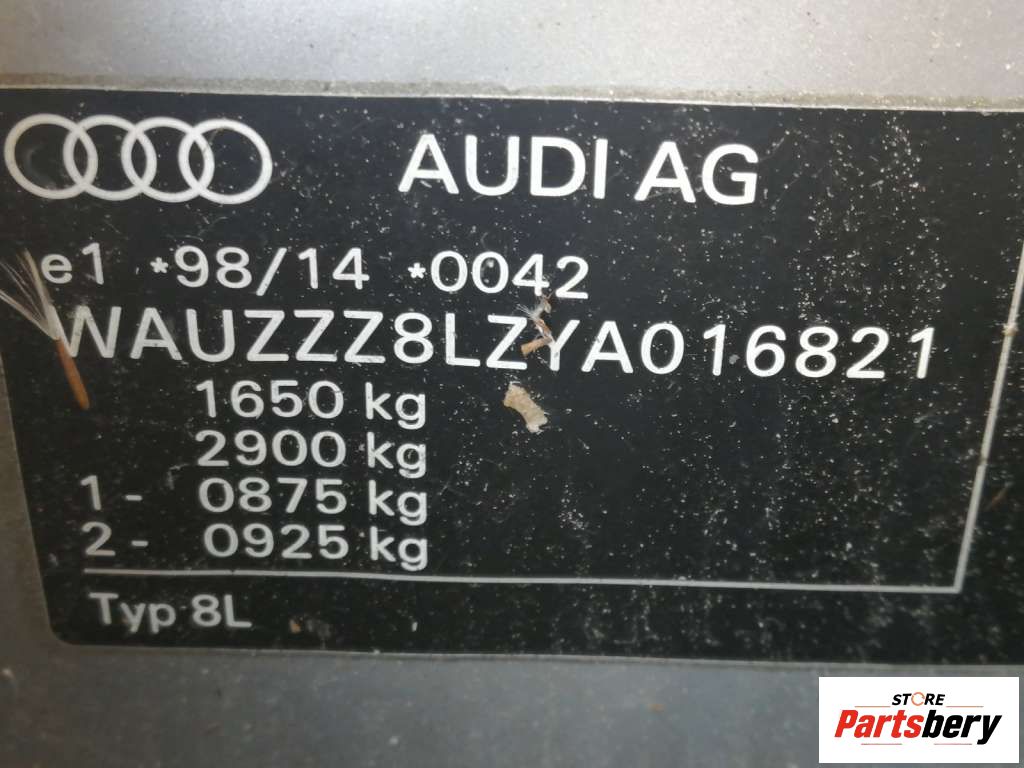 AUDI AG
e1 *98/14 *0042
WAUZZZ8LZYA016821
1650 kg
2900 kg
1 - 0875 kg
2 - 0925 kg
Typ 8L
STORE
Partsbery